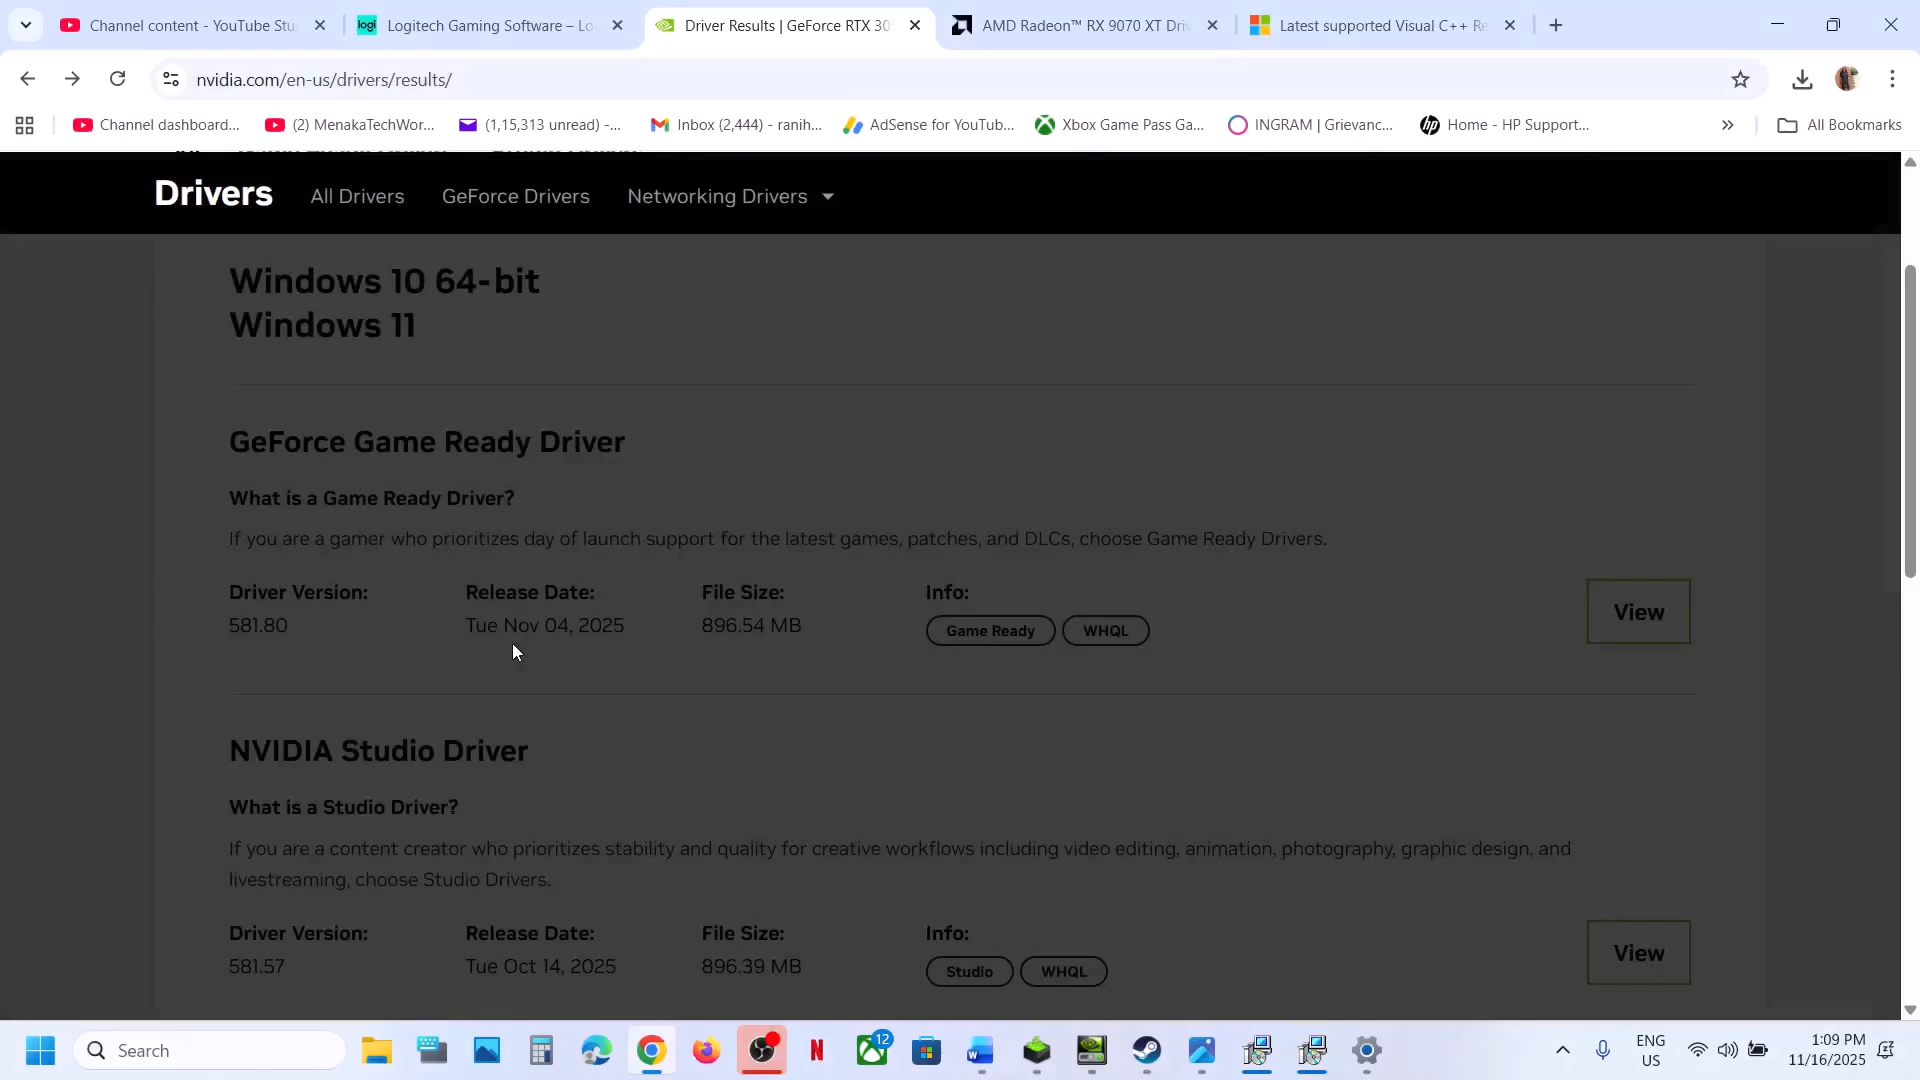 Channel content - YouTube Stu
Logitech Gaming Software – Lo
Driver Results | GeForce RTX 30
AMD Radeon™ RX 9070 XT Driv
Latest supported Visual C++ Re
nvidia.com/en-us/drivers/results/
Channel dashboard...
(2) MenakaTechWor...
(1,15,313 unread) -...
Inbox (2,444) - ranih...
AdSense for YouTub...
Xbox Game Pass Ga...
INGRAM | Grievanc...
Home - HP Support...
All Bookmarks
Drivers
All Drivers
GeForce Drivers
Networking Drivers
Windows 10 64-bit
Windows 11
GeForce Game Ready Driver
What is a Game Ready Driver?
If you are a gamer who prioritizes day of launch support for the latest games, patches, and DLCs, choose Game Ready Drivers.
Driver Version: Release Date: File Size: Info:
581.80 Tue Nov 04, 2025 896.54 MB Game Ready WHQL
View
NVIDIA Studio Driver
What is a Studio Driver?
If you are a content creator who prioritizes stability and quality for creative workflows including video editing, animation, photography, graphic design, and
livestreaming, choose Studio Drivers.
Driver Version: Release Date: File Size: Info:
581.57 Tue Oct 14, 2025 896.39 MB Studio WHQL
View
Search
12
ENG
US
1:09 PM
11/16/2025